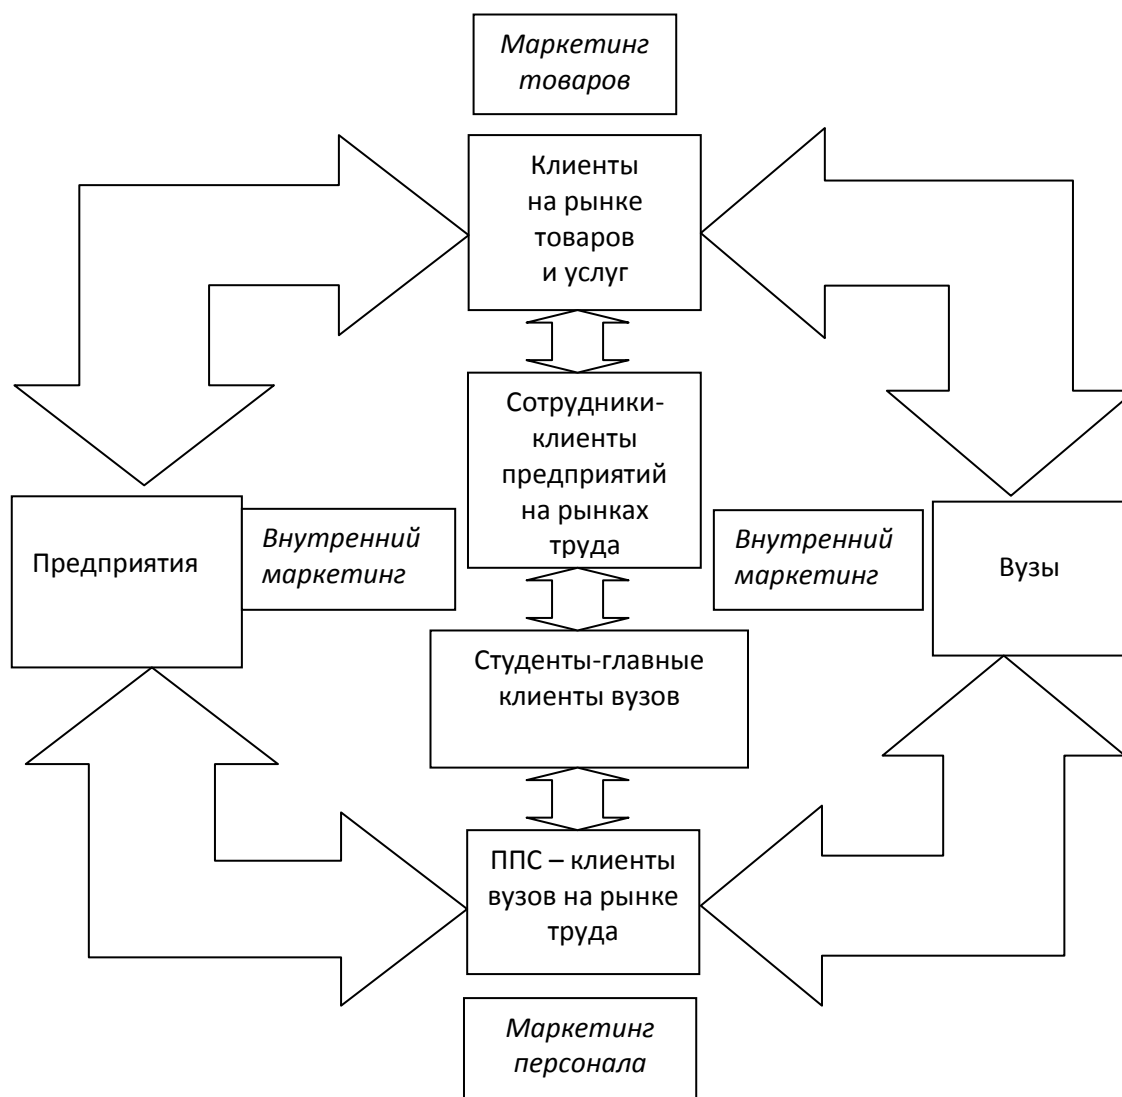 Маркетинг
товаров
Клиенты
на рынке
товаров
и услуг
Сотрудники-
клиенты
предприятий
на рынках
труда
Предприятия
Внутренний
маркетинг
Внутренний
маркетинг
Вузы
Студенты-главные
клиенты вузов
ППС – клиенты
вузов на рынке
труда
Маркетинг
персонала